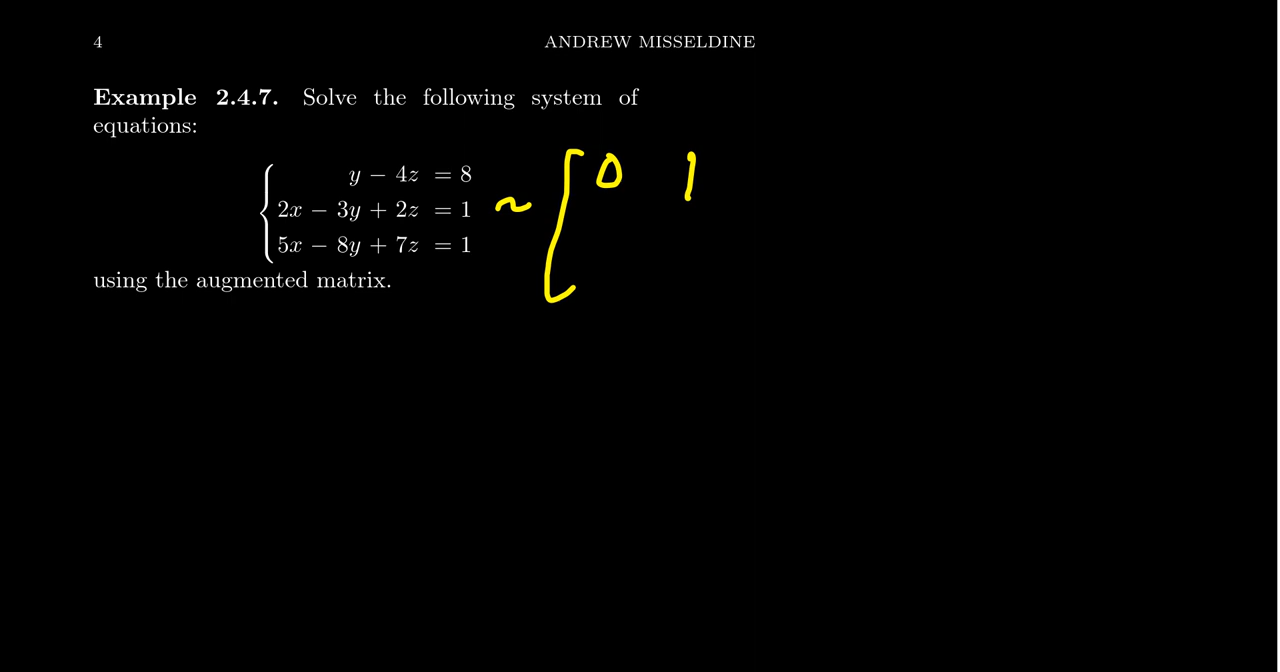 4 ANDREW MISSELDINE
Example 2.4.7. Solve the following system of
equations:
y − 4z = 8
2x − 3y + 2z = 1 ~ [ 0 1
5x − 8y + 7z = 1
using the augmented matrix.